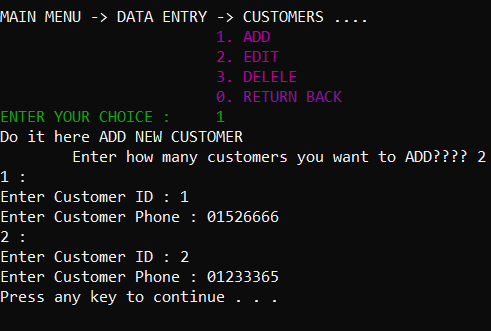 MAIN MENU -> DATA ENTRY -> CUSTOMERS ....
1. ADD
2. EDIT
3. DELELE
0. RETURN BACK
ENTER YOUR CHOICE : 1
Do it here ADD NEW CUSTOMER
Enter how many customers you want to ADD???? 2
1 :
Enter Customer ID : 1
Enter Customer Phone : 01526666
2 :
Enter Customer ID : 2
Enter Customer Phone : 01233365
Press any key to continue . . .